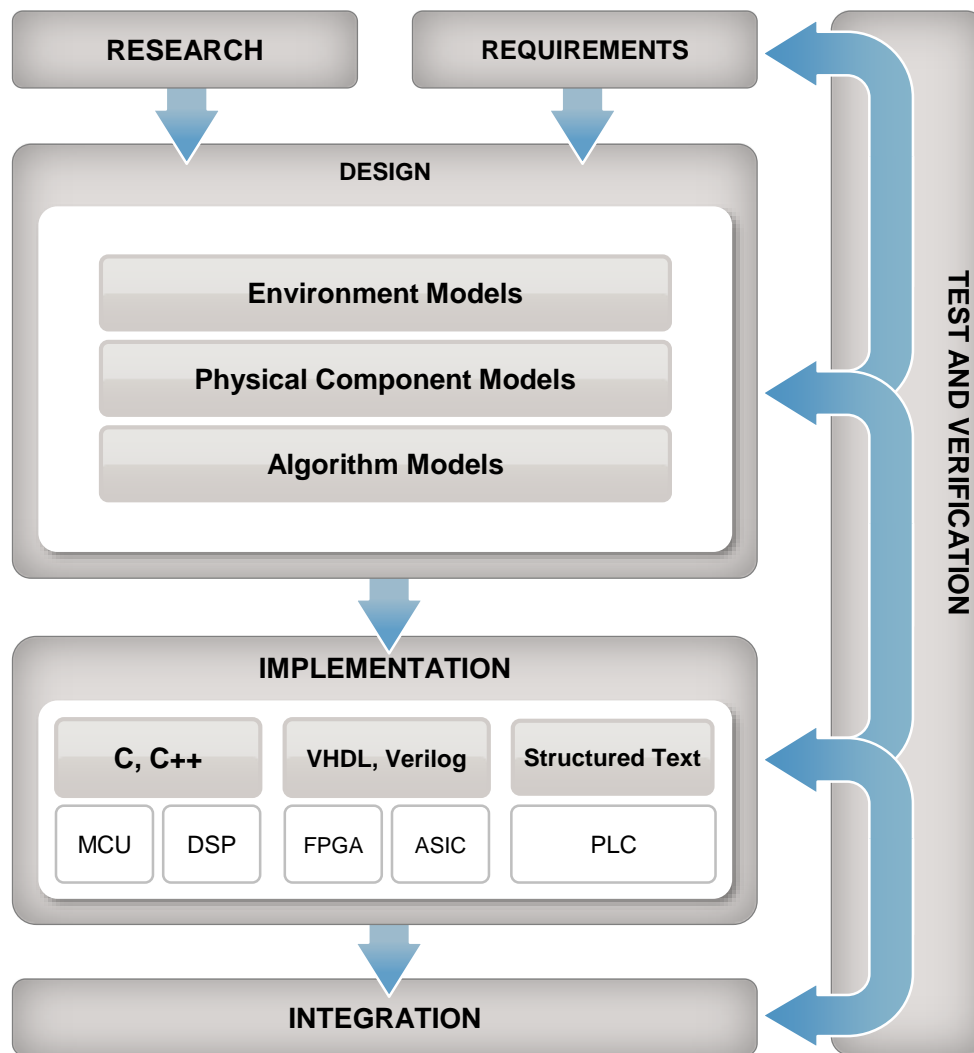 RESEARCH
REQUIREMENTS
DESIGN
Environment Models
Physical Component Models
Algorithm Models
IMPLEMENTATION
C, C++
VHDL, Verilog
Structured Text
MCU
DSP
FPGA
ASIC
PLC
INTEGRATION
TEST AND VERIFICATION